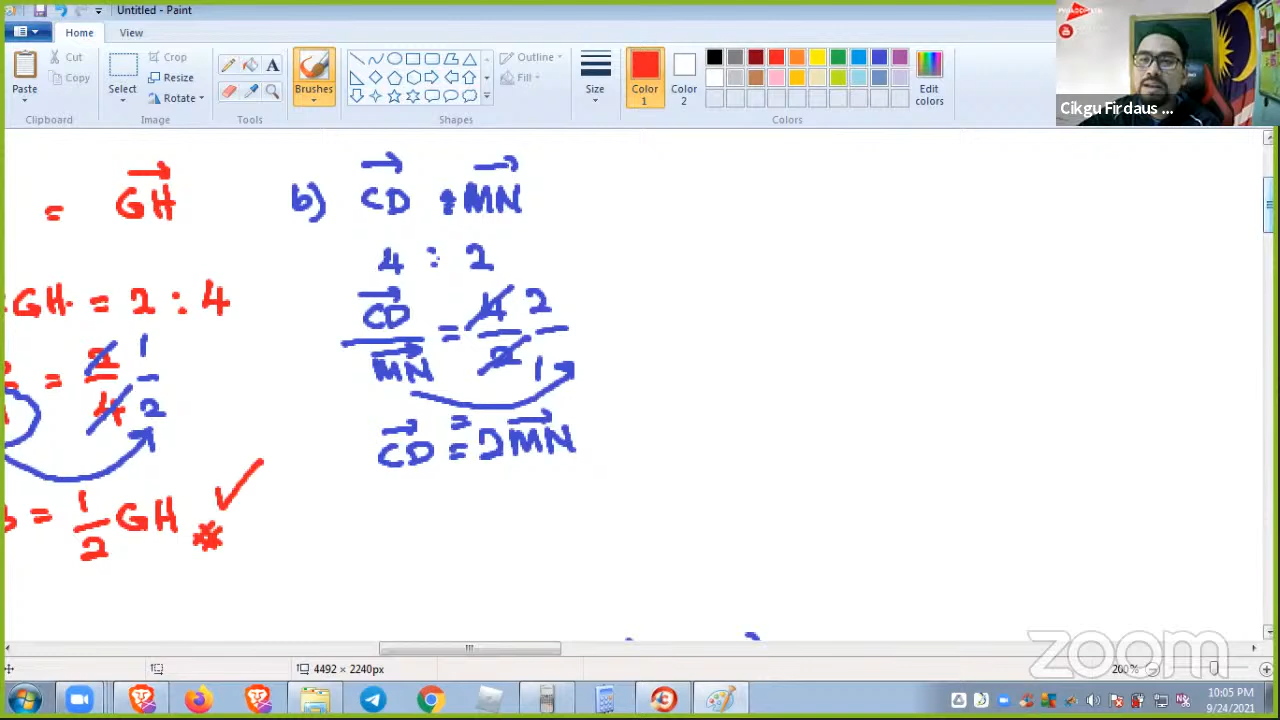 Untitled - Paint
Home View
Paste
Cut
Copy
Clipboard
Select
Crop
Resize
Rotate
Image
A
Tools
Brushes
Shapes
Outline
Fill
Size
Color 1
Color 2
Edit colors
Colors
Cikgu Firdaus ...
= GH
GH = 2 : 4
= 2/4 1/2
= 1/2 GH *
b) CD : MN
4 : 2
CD/MN = 4/2 2/1
CD = 2MN
4492 × 2240px
200%
zoom
10:05 PM
9/24/2021